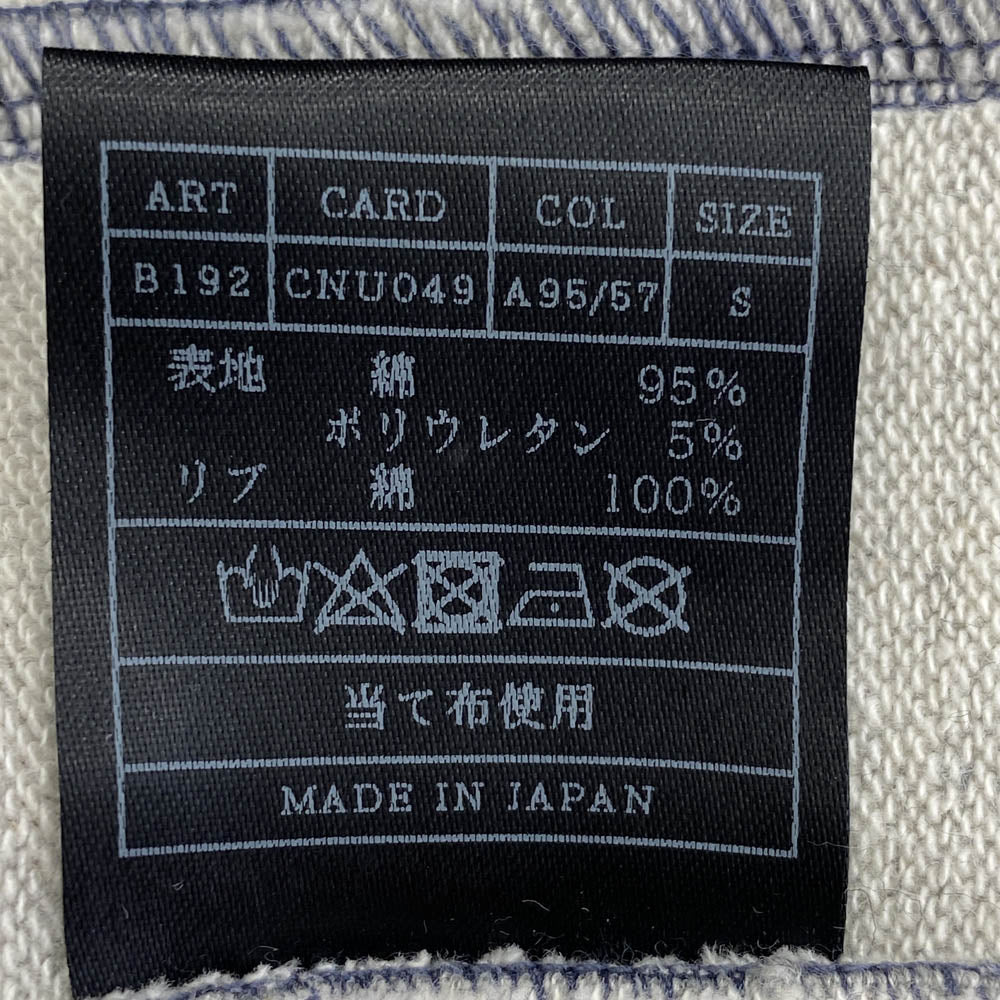 ART CARD COL SIZE
B192 CNU049 A95/57 S
表地 綿 95%
ポリウレタン 5%
リブ 綿 100%
当て布使用
MADE IN JAPAN